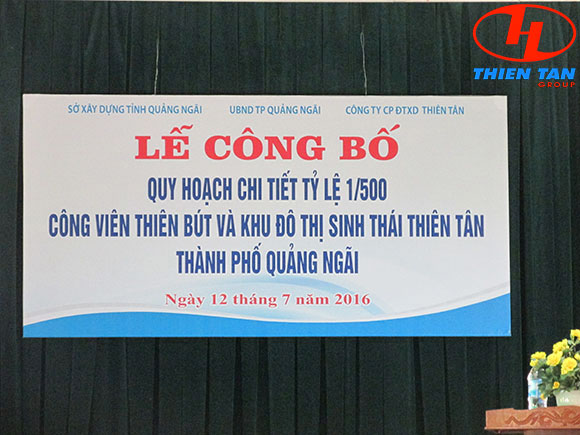 THIEN TAN
GROUP
SỞ XÂY DỰNG TỈNH QUẢNG NGÃI UBND TP QUẢNG NGÃI CÔNG TY CP ĐTXD THIÊN TÂN
LỄ CÔNG BỐ
QUY HOẠCH CHI TIẾT TỶ LỆ 1/500
CÔNG VIÊN THIÊN BÚT VÀ KHU ĐÔ THỊ SINH THÁI THIÊN TÂN
THÀNH PHỐ QUẢNG NGÃI
Ngày 12 tháng 7 năm 2016